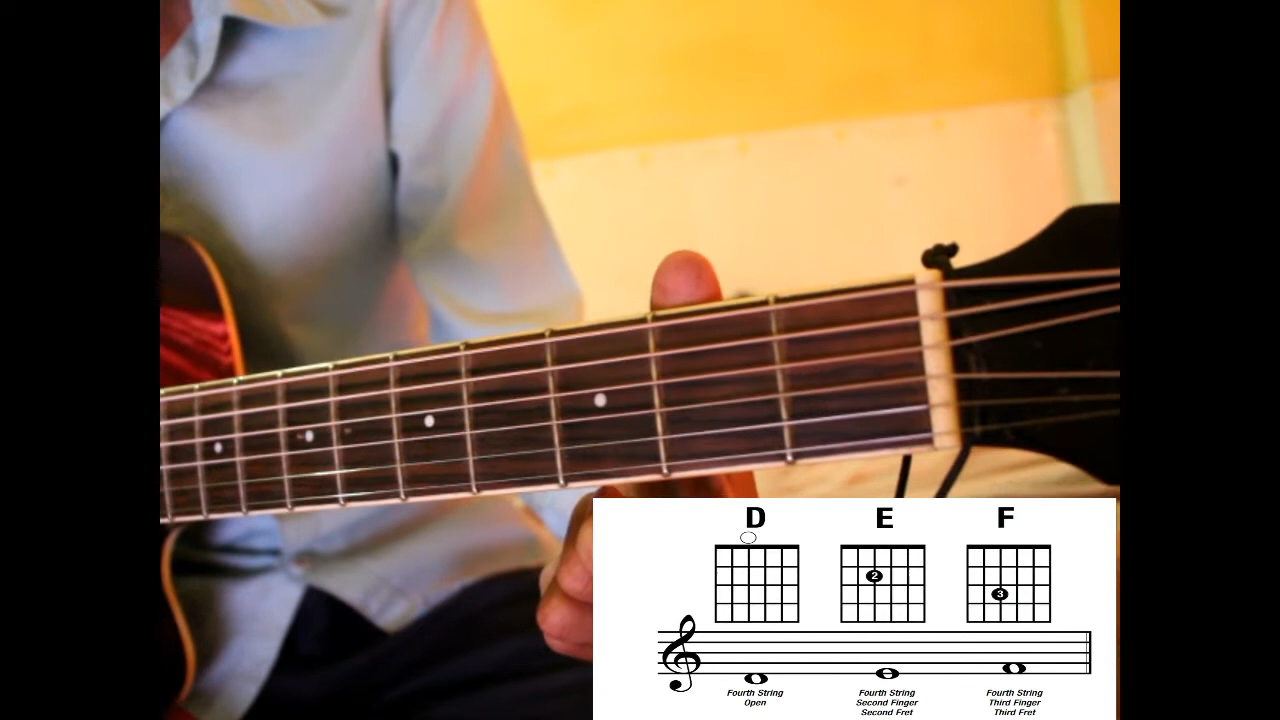 D E F
2 3
Fourth String Fourth String Fourth String
Open Second Finger Third Finger
Second Fret Third Fret